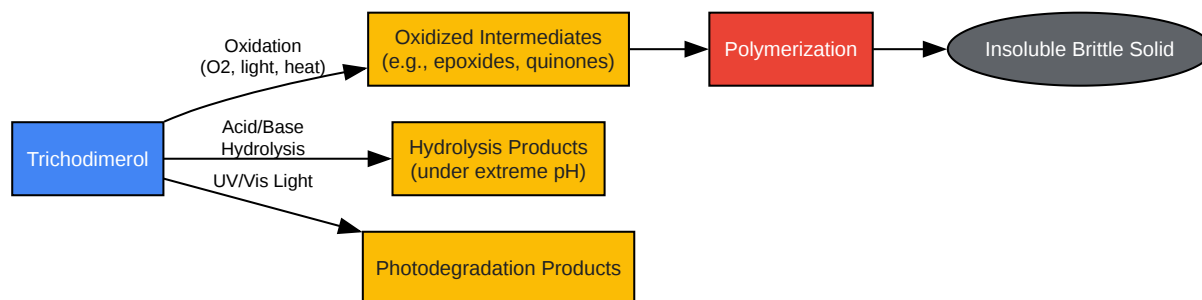 Trichodimerol
Oxidation
(O2, light, heat)
Oxidized Intermediates
(e.g., epoxides, quinones)
Polymerization
Insoluble Brittle Solid
Acid/Base
Hydrolysis
Hydrolysis Products
(under extreme pH)
UV/Vis Light
Photodegradation Products